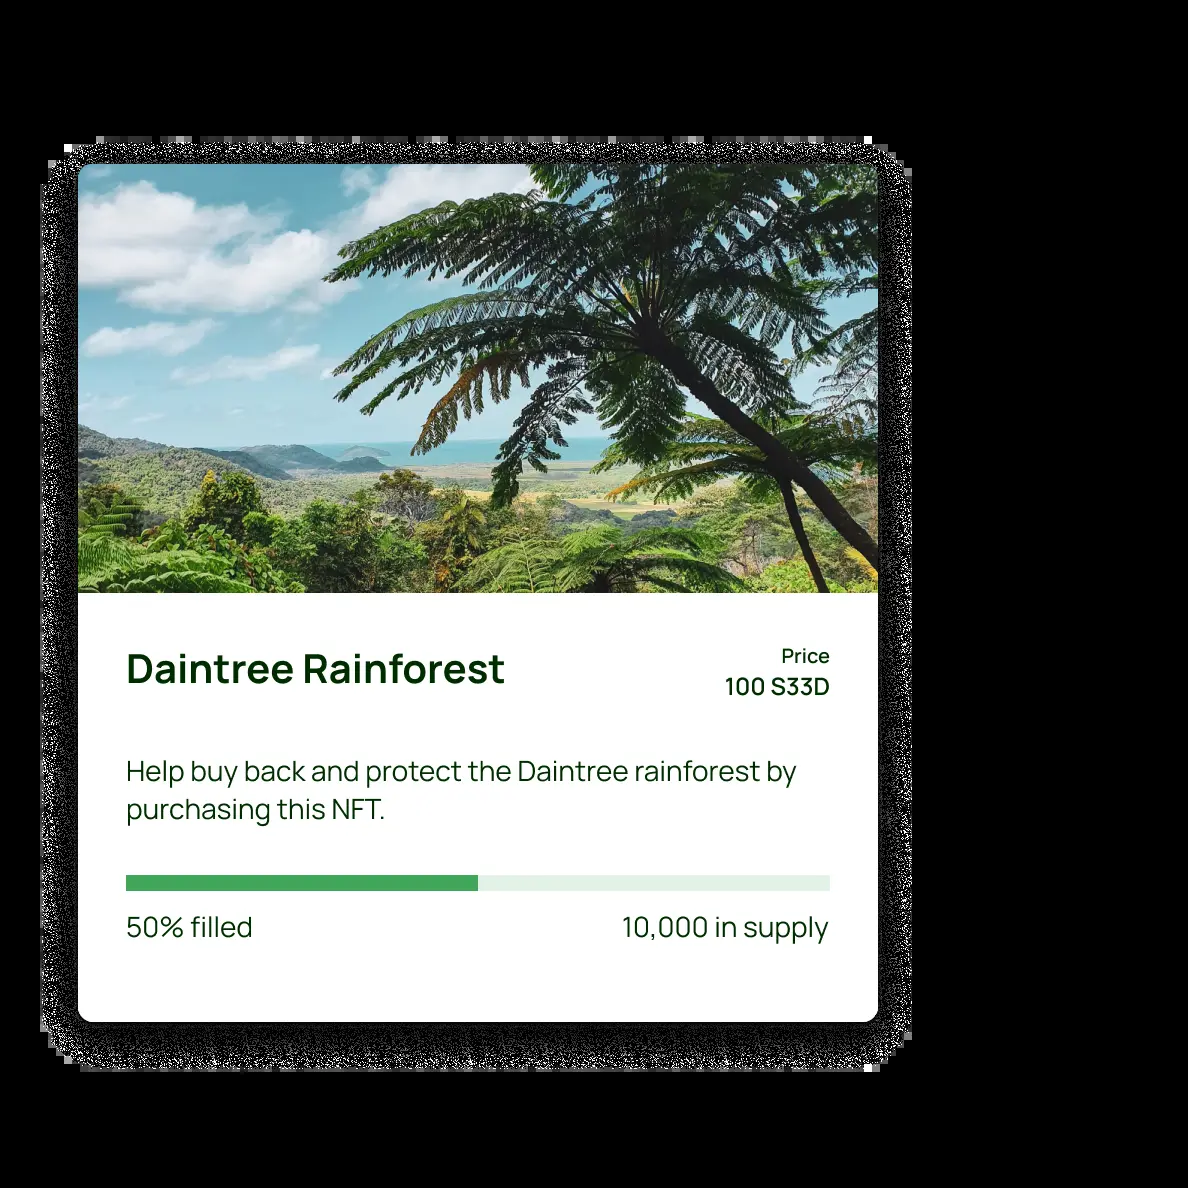 Daintree Rainforest
Price
100 S33D
Help buy back and protect the Daintree rainforest by
purchasing this NFT.
50% filled
10,000 in supply